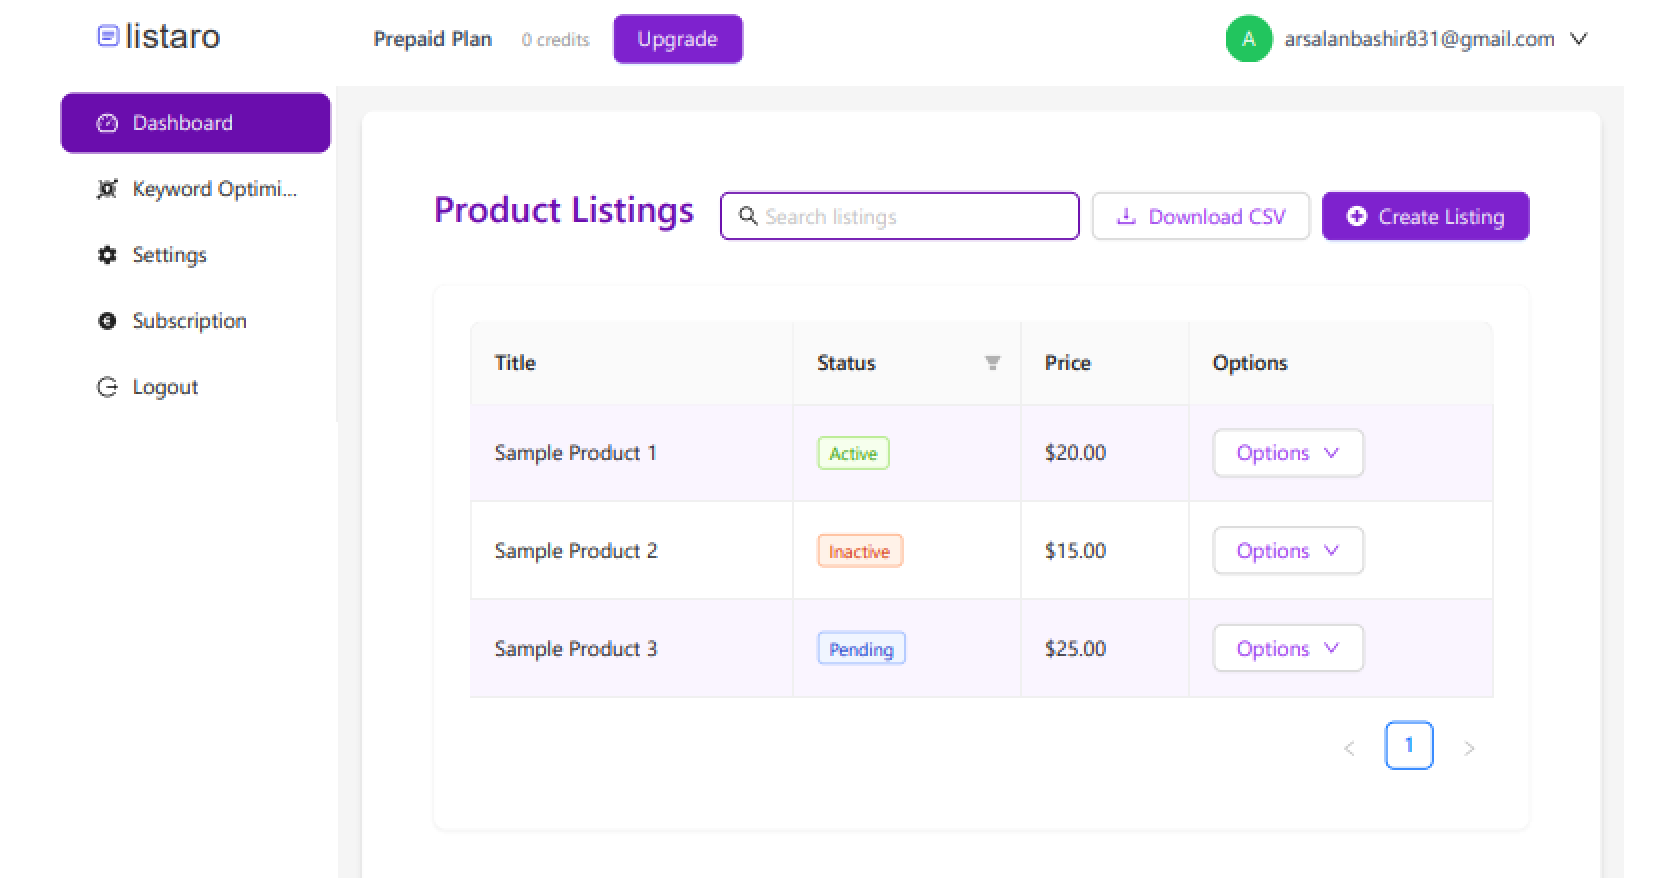 listaro
Prepaid Plan 0 credits Upgrade
A arsalanbashir831@gmail.com
Dashboard
Keyword Optimi...
Settings
Subscription
Logout
Product Listings Search listings Download CSV Create Listing
Title Status Price Options
Sample Product 1 Active $20.00 Options
Sample Product 2 Inactive $15.00 Options
Sample Product 3 Pending $25.00 Options
1